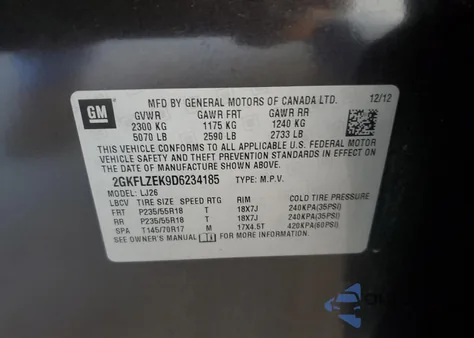 GM
MFD BY GENERAL MOTORS OF CANADA LTD. 12/12
GVWR GAWR FRT GAWR RR
2300 KG 1175 KG 1240 KG
5070 LB 2590 LB 2733 LB
THIS VEHICLE CONFORMS TO ALL APPLICABLE U.S. FEDERAL MOTOR
VEHICLE SAFETY AND THEFT PREVENTION STANDARDS IN EFFECT ON
THE DATE OF MANUFACTURE SHOWN ABOVE.
2GKFLZEK9D6234185 TYPE: M.P.V.
MODEL: LJ26
LBCV TIRE SIZE SPEED RTG RIM COLD TIRE PRESSURE
FRT P235/55R18 T 18X7J 240KPA(35PSI)
RR P235/55R18 T 18X7J 240KPA(35PSI)
SPA T145/70R17 M 17X4.5T 420KPA(60PSI)
SEE OWNER'S MANUAL FOR MORE INFORMATION.